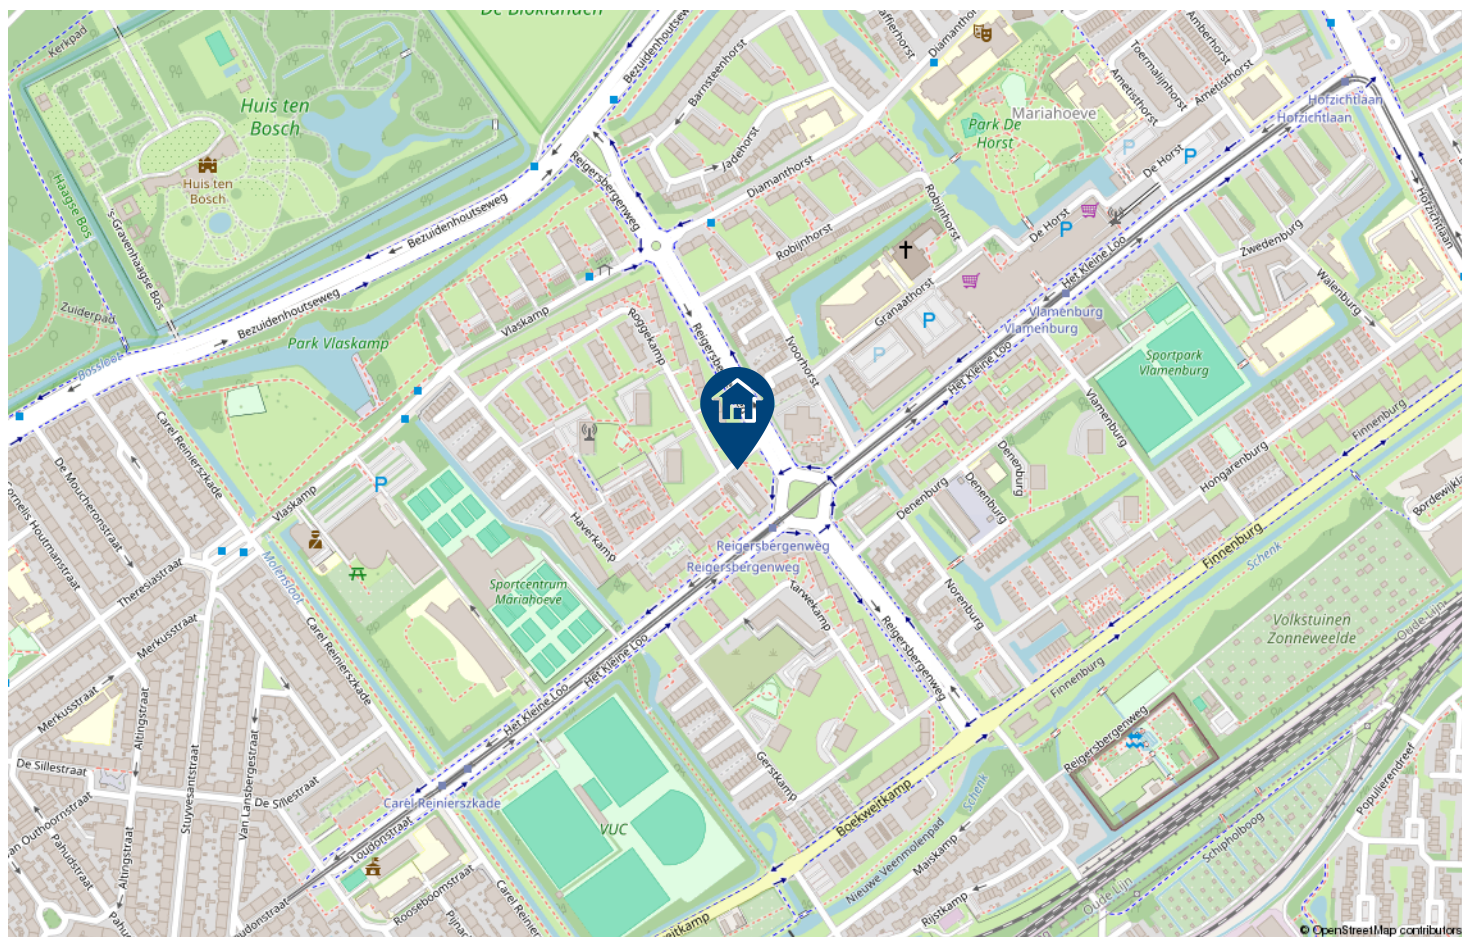 De Bloklanden
Kerkpad
Bezuidenhoutseweg
Saffierhorst
Diamanthorst
Amberhorst
Toermalijnhorst
Ametisthorst
Ametisthorst
Barnsteenhorst
Mariahoeve
Hofzichtlaan
Hofzichtlaan
Huis ten
Bosch
Park De
Horst
Jadehorst
De Horst
Reigersbergenweg
Diamanthorst
Huis ten
Bosch
Haagse Bos
's-Gravenhaagse Bos
Bezuidenhoutseweg
Robijnhorst
Robijnhorst
De Horst
Hofzichtlaan
Zwedenburg
Het Kleine Loo
Walenburg
Zuiderpad
Bezuidenhoutseweg
Granaathorst
Vlaskamp
Roggekamp
Vlamenburg
Vlamenburg
Park Vlaskamp
Ivoorhorst
Sportpark
Vlamenburg
Bossloot
Het Kleine Loo
Carel Reinierszkade
Vlamenburg
Finnenburg
De Moucheronstraat
Hongarenburg
Cornelis Houtmanstraat
Vlaskamp
Denenburg
Denenburg
Denenburg
Bordewijklaan
Haverkamp
Reigersbergenweg
Reigersbergenweg
Finnenburg
Schenk
Molensloot
Theresiastraat
Sportcentrum
Mariahoeve
Tarwekamp
Norenburg
Volkstuinen
Zonneweelde
Oude Lijn
Merkusstraat
Carel Reinierszkade
Het Kleine Loo
Reigersbergenweg
Finnenburg
Merkusstraat
Altingstraat
Het Kleine Loo
Reigersbergenweg
De Sillestraat
Stuyvesantstraat
Van Lansbergestraat
Gerstkamp
Schenk
Populierendreef
De Sillestraat
Carel Reinierszkade
Boekweitkamp
Van Outhoornstraat
Loudonstraat
VUC
Maiskamp
Schipholboog
Pahudstraat
Altingstraat
Nieuwe Veenmolenpad
Oude Lijn
Rooseboomstraat
Rijstkamp
© OpenStreetMap contributors